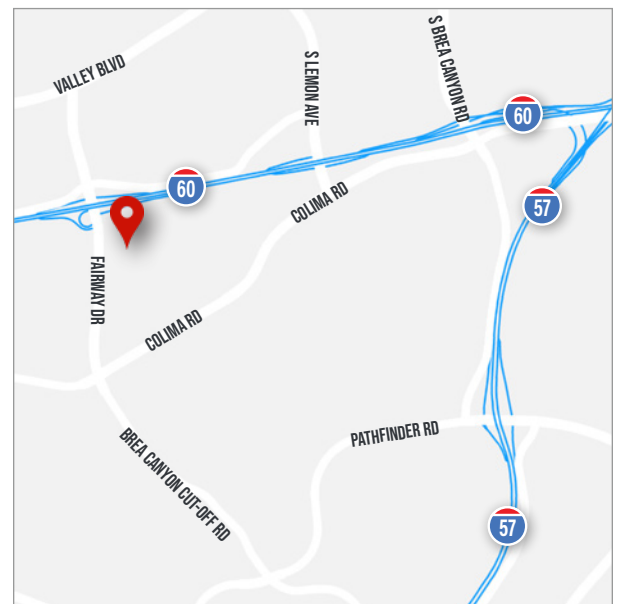 S BREA CANYON RD
VALLEY BLVD
S LEMON AVE
60
60
COLIMA RD
57
FAIRWAY DR
COLIMA RD
PATHFINDER RD
BREA CANYON CUT-OFF RD
57